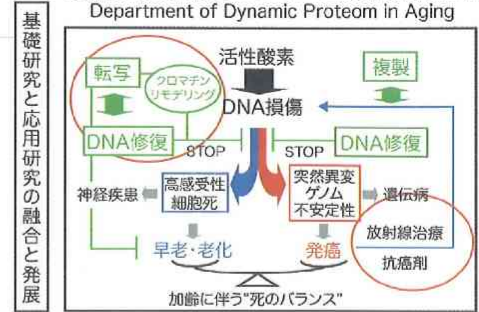 Department of Dynamic Proteom in Aging
基礎研究と応用研究の融合と発展
活性酸素
転写
クロマチン
リモデリング
複製
DNA損傷
DNA修復
STOP
STOP
DNA修復
神経疾患
高感受性
細胞死
突然異変
ゲノム
不安定性
遺伝病
早老・老化
発癌
放射線治療
抗癌剤
加齢に伴う"死のバランス"